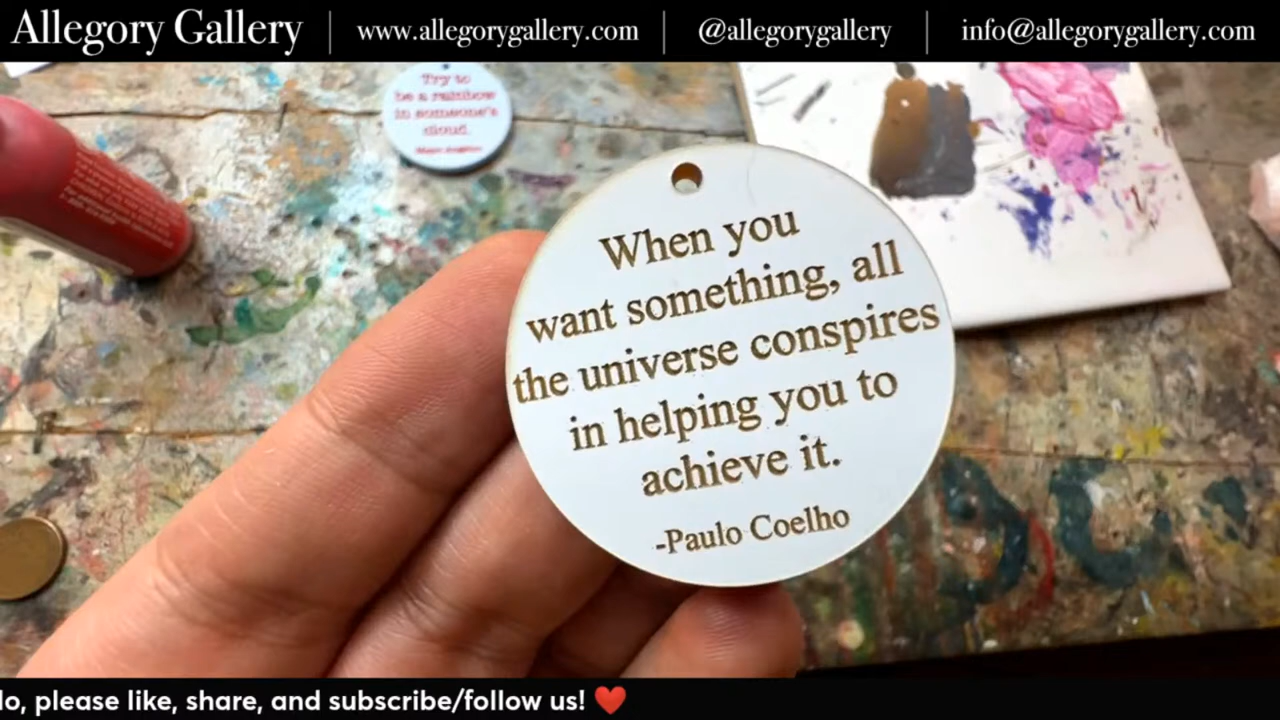 Allegory Gallery
www.allegorygallery.com
@allegorygallery
info@allegorygallery.com
Try to
be a rainbow
in someone's
cloud.
When you
want something, all
the universe conspires
in helping you to
achieve it.
-Paulo Coelho
lo, please like, share, and subscribe/follow us! ❤️